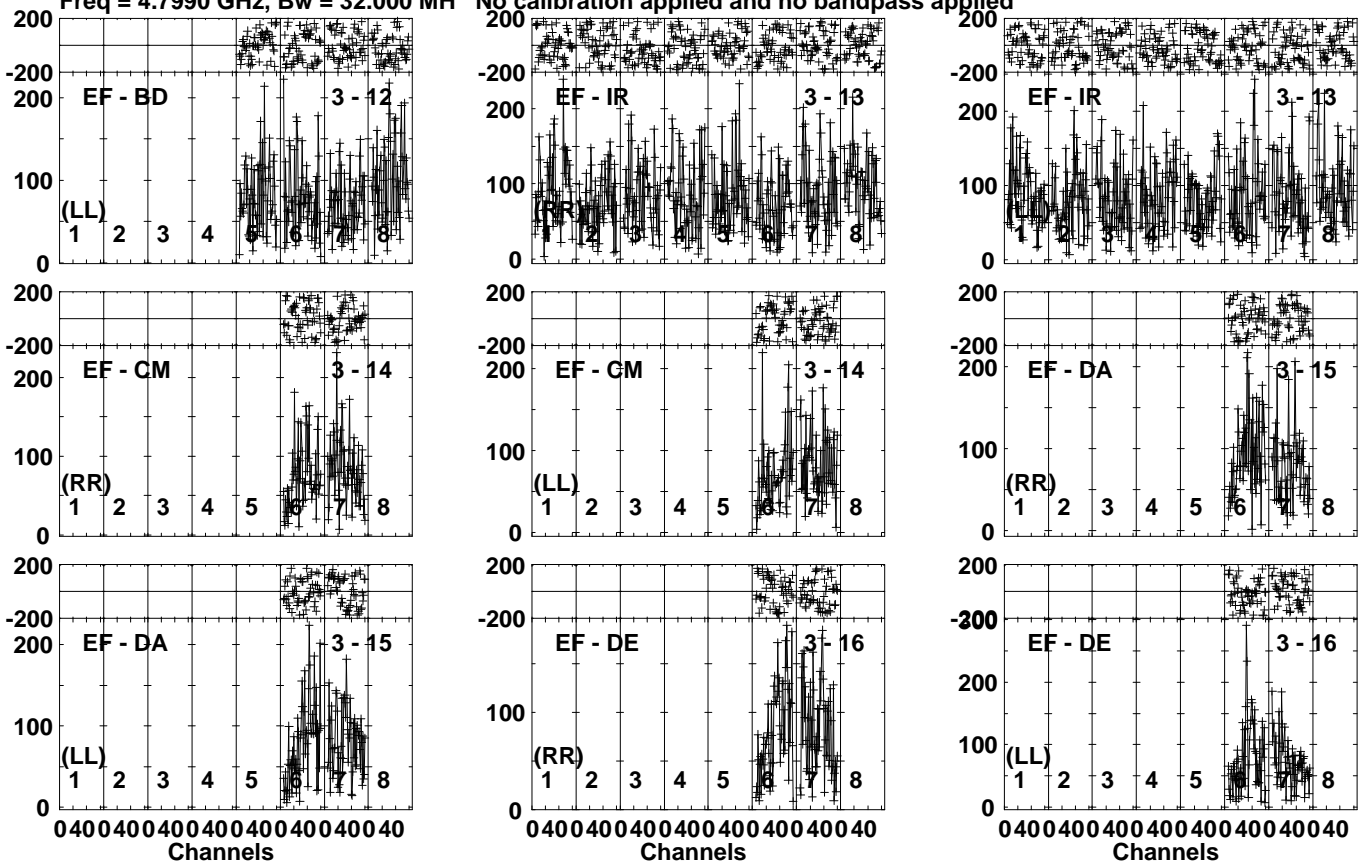 Freq = 4.7990 GHz, Bw = 32.000 MH No calibration applied and no bandpass applied
200 200 200
-200 -200 -200
200 EF - BD 3 - 12 200 EF - IR 3 - 13 200 EF - IR 3 - 13
100 100 100
(LL) (RR) (LL)
1 2 3 4 5 6 7 8 1 2 3 4 5 6 7 8 1 2 3 4 5 6 7 8
0 0 0
200 200 200
-200 -200 -200
200 EF - CM 3 - 14 200 EF - CM 3 - 14 200 EF - DA 3 - 15
100 100 100
(RR) (LL) (RR)
1 2 3 4 5 6 7 8 1 2 3 4 5 6 7 8 1 2 3 4 5 6 7 8
0 0 0
200 200 200
-200 -200 -200
300
200 EF - DA 3 - 15 EF - DE 3 - 16 EF - DE 3 - 16
200
100 100 100
(LL) (RR) (LL)
1 2 3 4 5 6 7 8 1 2 3 4 5 6 7 8 1 2 3 4 5 6 7 8
0 0 0
0 40 0 40 0 40 0 40 0 40 0 40 0 40 0 40 0 40 0 40 0 40 0 40 0 40 0 40 0 40 0 40 0 40 0 40 0 40 0 40 0 40 0 40 0 40 0 40
Channels Channels Channels